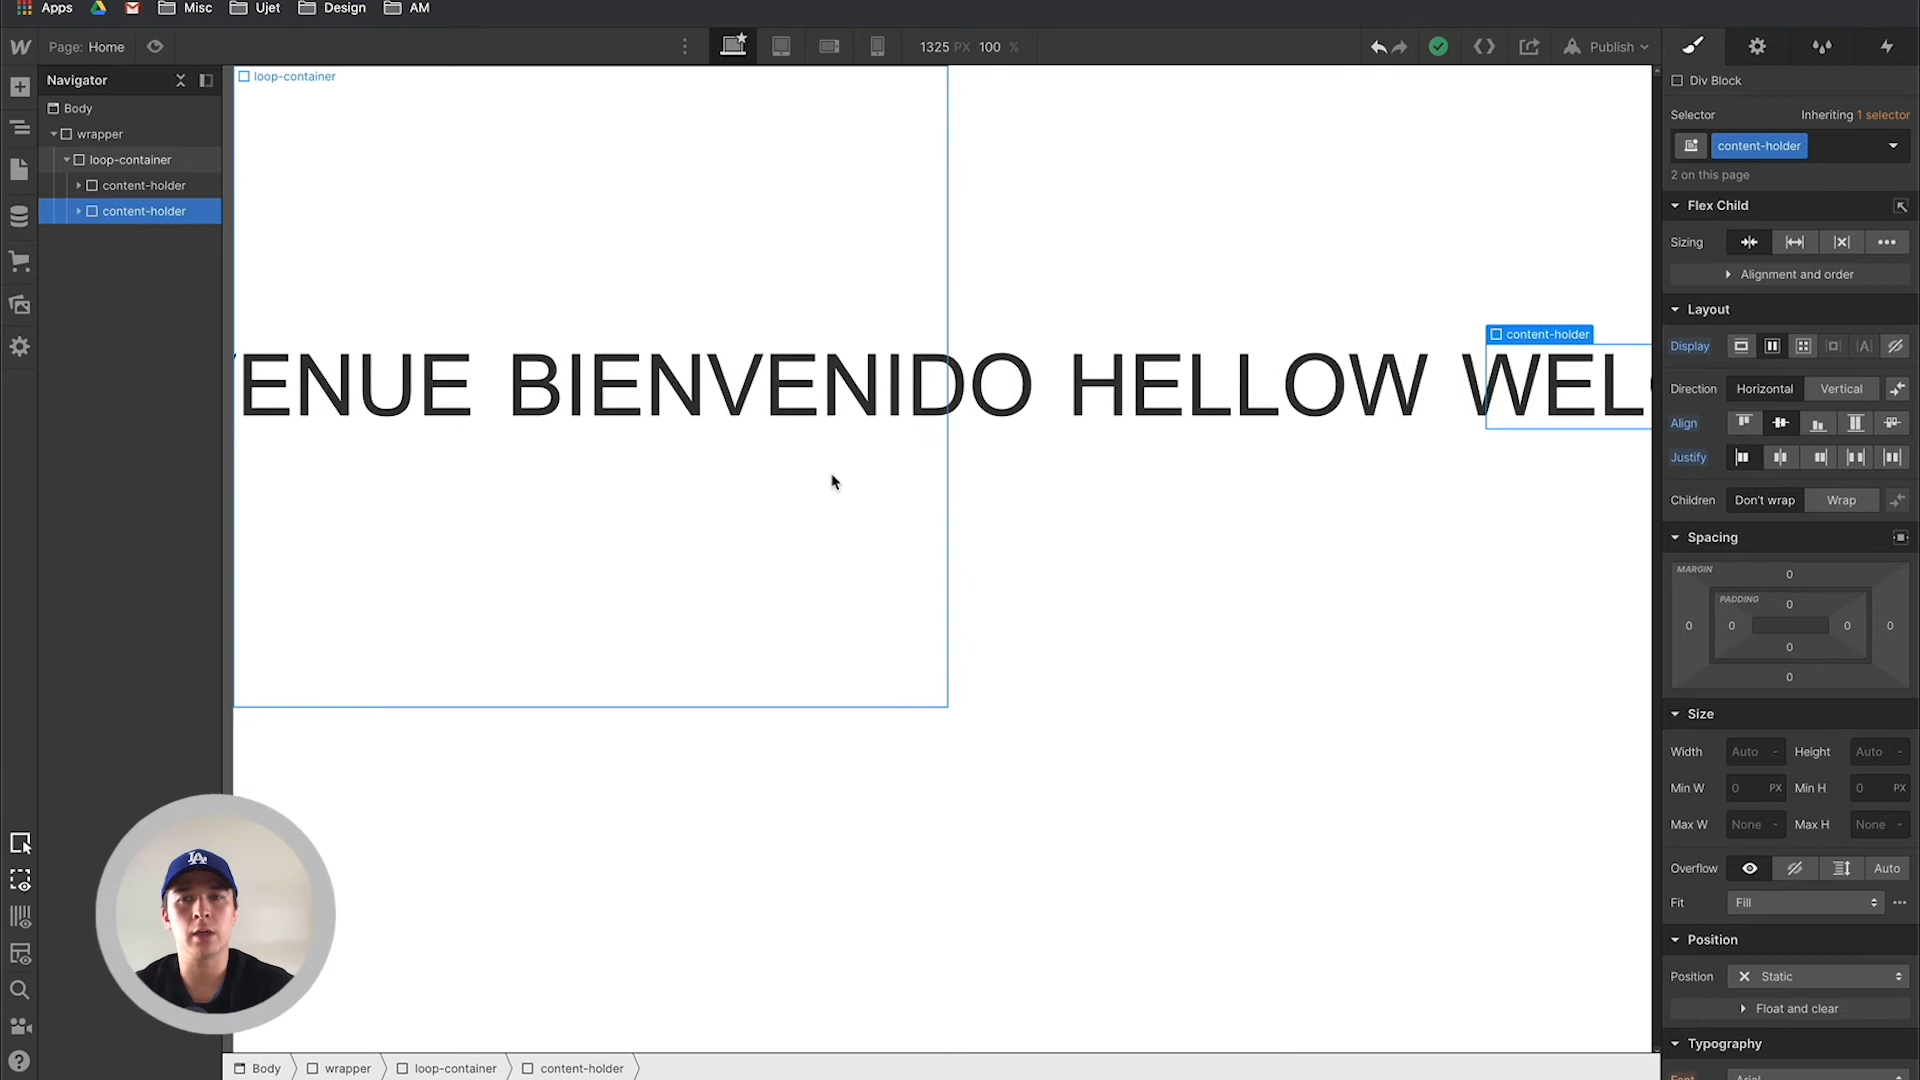 Apps Misc Ujet Design AM
Page: Home 1325 PX 100 % Publish
Navigator
Body
wrapper
loop-container
content-holder
content-holder
loop-container
ENUE BIENVENIDO HELLOW WEL
content-holder
Div Block
Selector Inheriting 1 selector
content-holder
2 on this page
Flex Child
Sizing
Alignment and order
Layout
Display
Direction Horizontal Vertical
Align
Justify
Children Don't wrap Wrap
Spacing
MARGIN 0
PADDING 0
0 0 0 0
0
0
Size
Width Auto - Height Auto -
Min W 0 PX Min H 0 PX
Max W None - Max H None -
Overflow Auto
Fit Fill
Position
Position Static
Float and clear
Typography
Font Arial
LA
Body wrapper loop-container content-holder